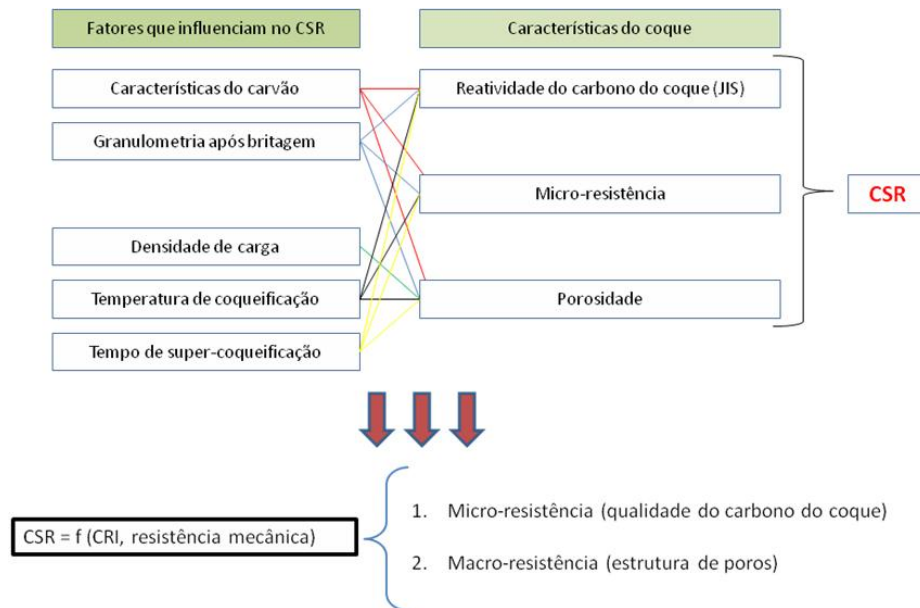 Fatores que influenciam no CSR
Características do coque
Características do carvão
Reatividade do carbono do coque (JIS)
Granulometria após britagem
Micro-resistência
CSR
Densidade de carga
Temperatura de coqueificação
Porosidade
Tempo de super-coqueificação
CSR = f (CRI, resistência mecânica)
1. Micro-resistência (qualidade do carbono do coque)
2. Macro-resistência (estrutura de poros)